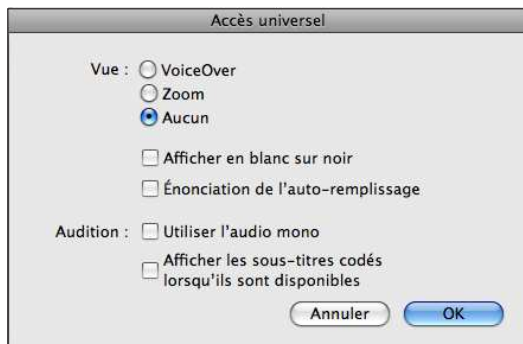 Accès universel
Vue : VoiceOver
Zoom
Aucun
Afficher en blanc sur noir
Énonciation de l'auto-remplissage
Audition : Utiliser l'audio mono
Afficher les sous-titres codés
lorsqu'ils sont disponibles
Annuler OK